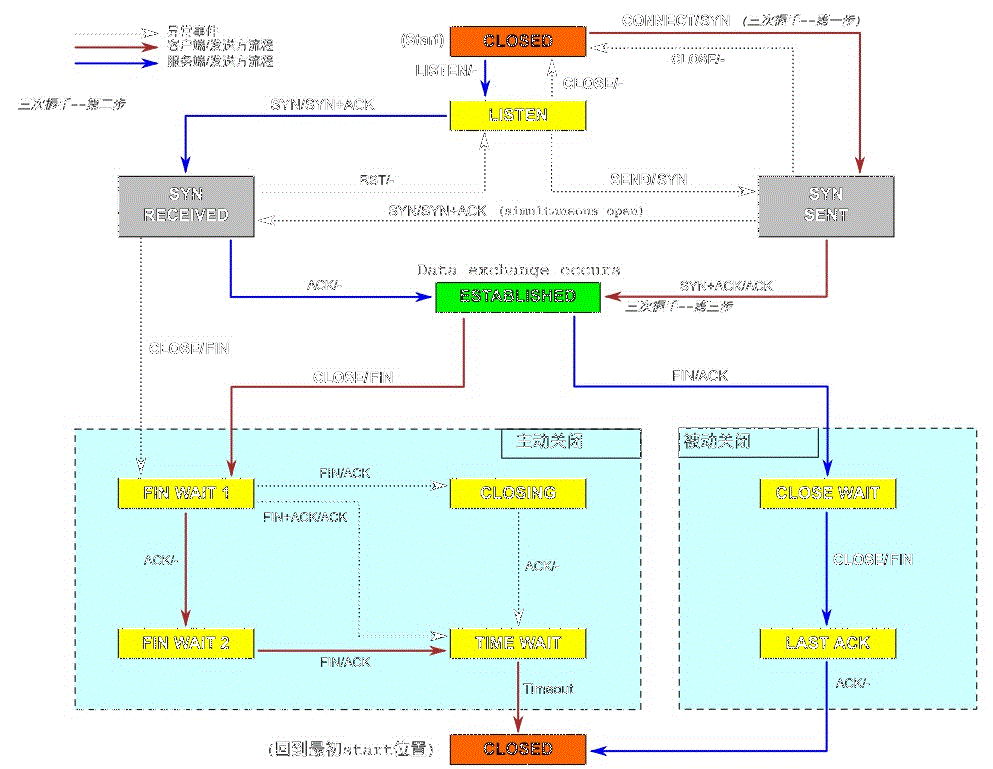 异常事件
客户端/发送方流程
服务端/发送方流程
CONNECT/SYN (三次握手--第一步)
(Start)
CLOSED
CLOSE/-
LISTEN/-
CLOSE/-
三次握手--第二步
SYN/SYN+ACK
LISTEN
RST/-
SEND/SYN
SYN
RECEIVED
SYN
SENT
SYN/SYN+ACK (simultaneous open)
Data exchange occurs
ACK/-
ESTABLISHED
SYN+ACK/ACK
三次握手--第三步
CLOSE/FIN
CLOSE/FIN
FIN/ACK
主动关闭
被动关闭
FIN WAIT 1
FIN/ACK
CLOSING
CLOSE WAIT
FIN+ACK/ACK
ACK/-
ACK/-
CLOSE/FIN
FIN WAIT 2
FIN/ACK
TIME WAIT
LAST ACK
Timeout
ACK/-
(回到最初start位置)
CLOSED